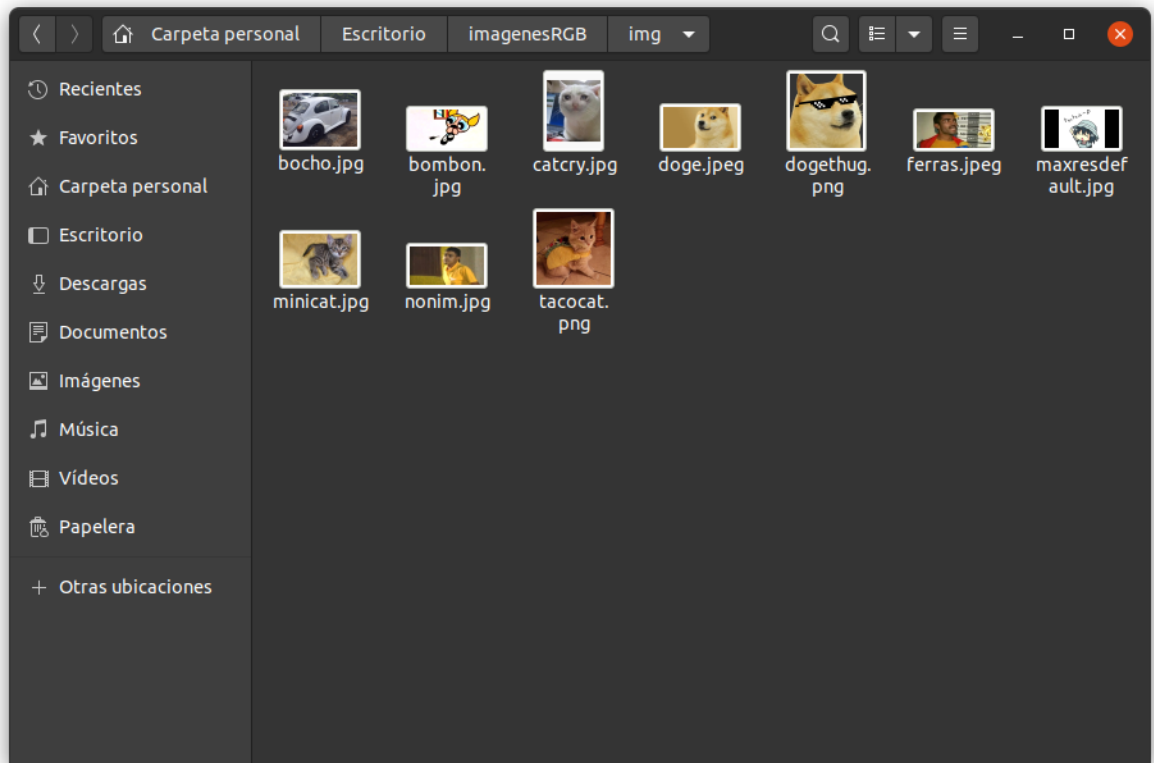 Carpeta personal Escritorio imagenesRGB img
Recientes
Favoritos
Carpeta personal
Escritorio
Descargas
Documentos
Imágenes
Música
Vídeos
Papelera
Otras ubicaciones
bocho.jpg
bombon.
jpg
catcry.jpg
doge.jpeg
dogethug.
png
ferras.jpeg
maxresdef
ault.jpg
minicat.jpg
nonim.jpg
tacocat.
png